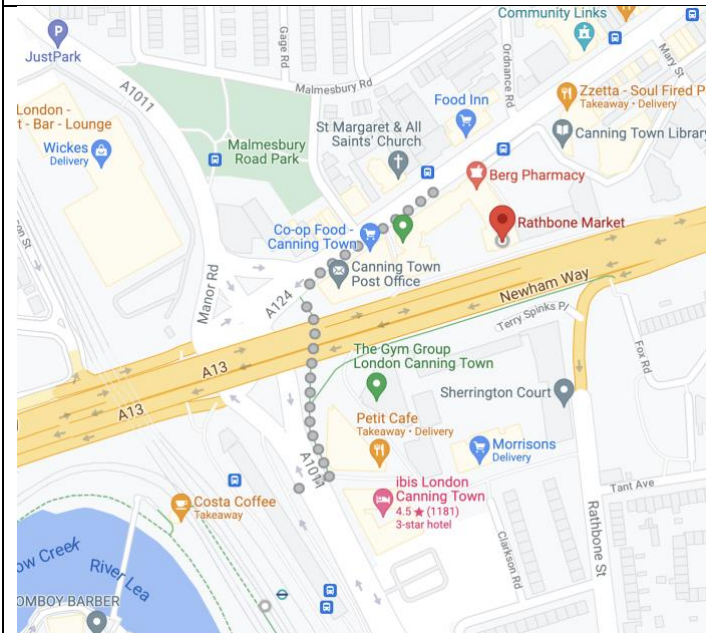 Community Links
P
JustPark
A1011
Gage Rd
Malmesbury Rd
Ordnance Rd
Mary St
Zzetta - Soul Fired P
Takeaway • Delivery
London -
t - Bar - Lounge
Wickes
Delivery
Food Inn
St Margaret & All
Saints' Church
Malmesbury
Road Park
Canning Town Library
Berg Pharmacy
Rathbone Market
Co-op Food -
Canning Town
Canning Town
Post Office
Manor Rd
A124
Newham Way
Terry Spinks Pl
A13
A13
The Gym Group
London Canning Town
Fox Rd
Sherrington Court
Petit Cafe
Takeaway • Delivery
Morrisons
Delivery
A1011
ibis London
Canning Town
4.5 ★ (1181)
3-star hotel
Costa Coffee
Takeaway
Tant Ave
Rathbone St
Clarkson Rd
ow Creek
River Lea
OMBOY BARBER